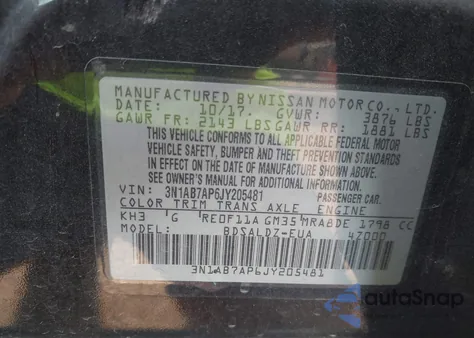 MANUFACTURED BY NISSAN MOTOR CO., LTD.
DATE: 10/17 GVWR: 3876 LBS
GAWR FR: 2143 LBS GAWR RR: 1881 LBS
THIS VEHICLE CONFORMS TO ALL APPLICABLE
FEDERAL MOTOR
VEHICLE SAFETY, BUMPER AND THEFT PREVENTION STANDARDS
IN EFFECT ON THE DATE OF MANUFACTURE SHOWN ABOVE.
SEE OWNER'S MANUAL.
VIN: 3N1AB7AP6JY205481 PASSENGER CAR.
COLOR TRIM TRANS AXLE ENGINE
KH3 G RE0F11A GM35 MRA8DE 1798 CC
MODEL: BDSALDZ-EUA 47000
3N1AB7AP6JY205481
autoSnap